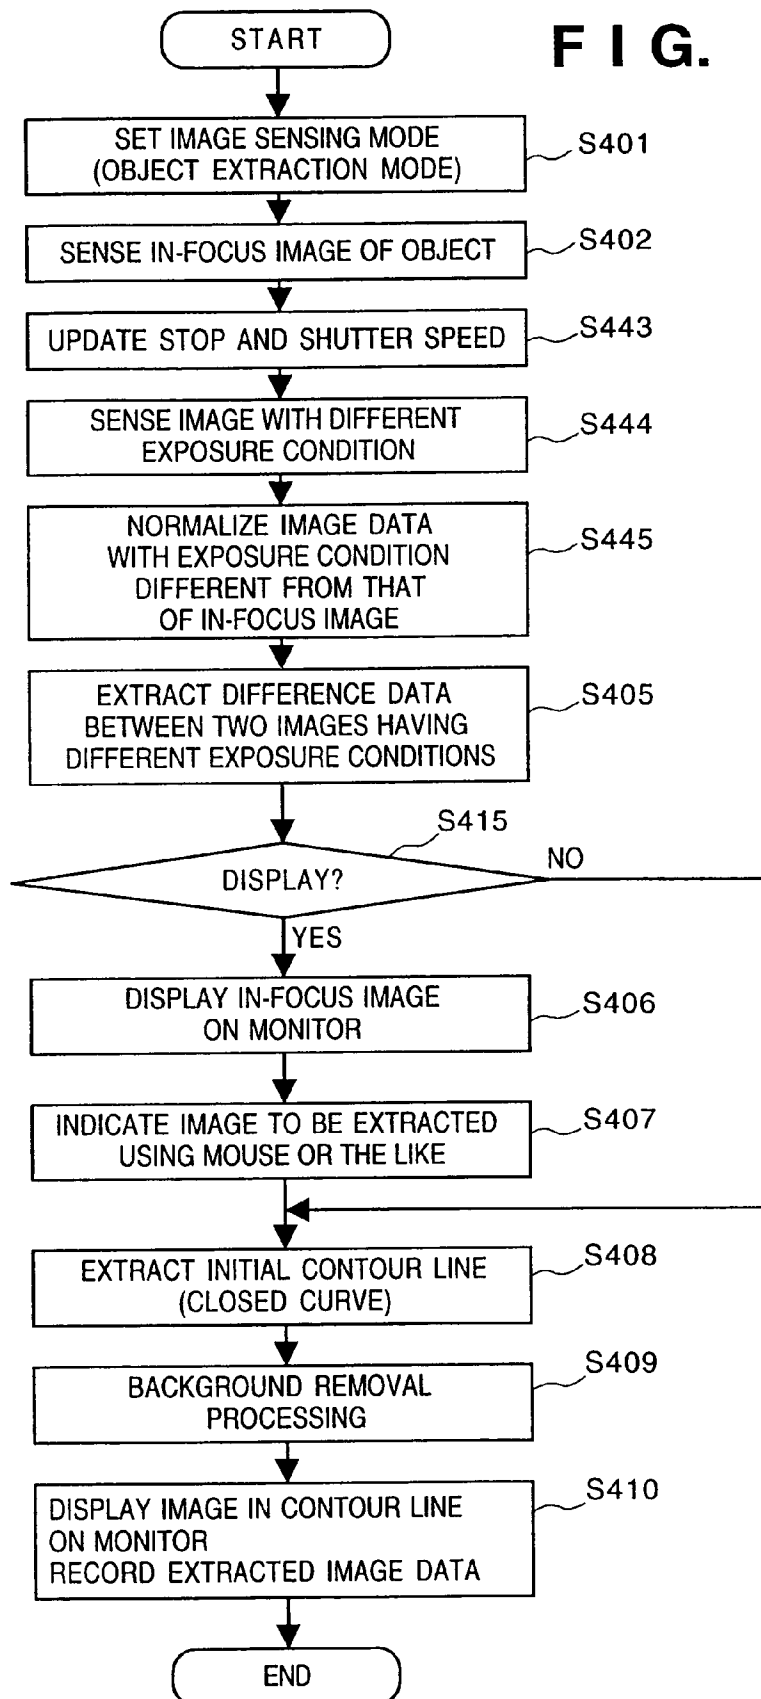 START
F I G.
SET IMAGE SENSING MODE
(OBJECT EXTRACTION MODE)
S401
SENSE IN-FOCUS IMAGE OF OBJECT
S402
UPDATE STOP AND SHUTTER SPEED
S443
SENSE IMAGE WITH DIFFERENT
EXPOSURE CONDITION
S444
NORMALIZE IMAGE DATA
WITH EXPOSURE CONDITION
DIFFERENT FROM THAT
OF IN-FOCUS IMAGE
S445
EXTRACT DIFFERENCE DATA
BETWEEN TWO IMAGES HAVING
DIFFERENT EXPOSURE CONDITIONS
S405
S415
DISPLAY?
NO
YES
DISPLAY IN-FOCUS IMAGE
ON MONITOR
S406
INDICATE IMAGE TO BE EXTRACTED
USING MOUSE OR THE LIKE
S407
EXTRACT INITIAL CONTOUR LINE
(CLOSED CURVE)
S408
BACKGROUND REMOVAL
PROCESSING
S409
DISPLAY IMAGE IN CONTOUR LINE
ON MONITOR
RECORD EXTRACTED IMAGE DATA
S410
END